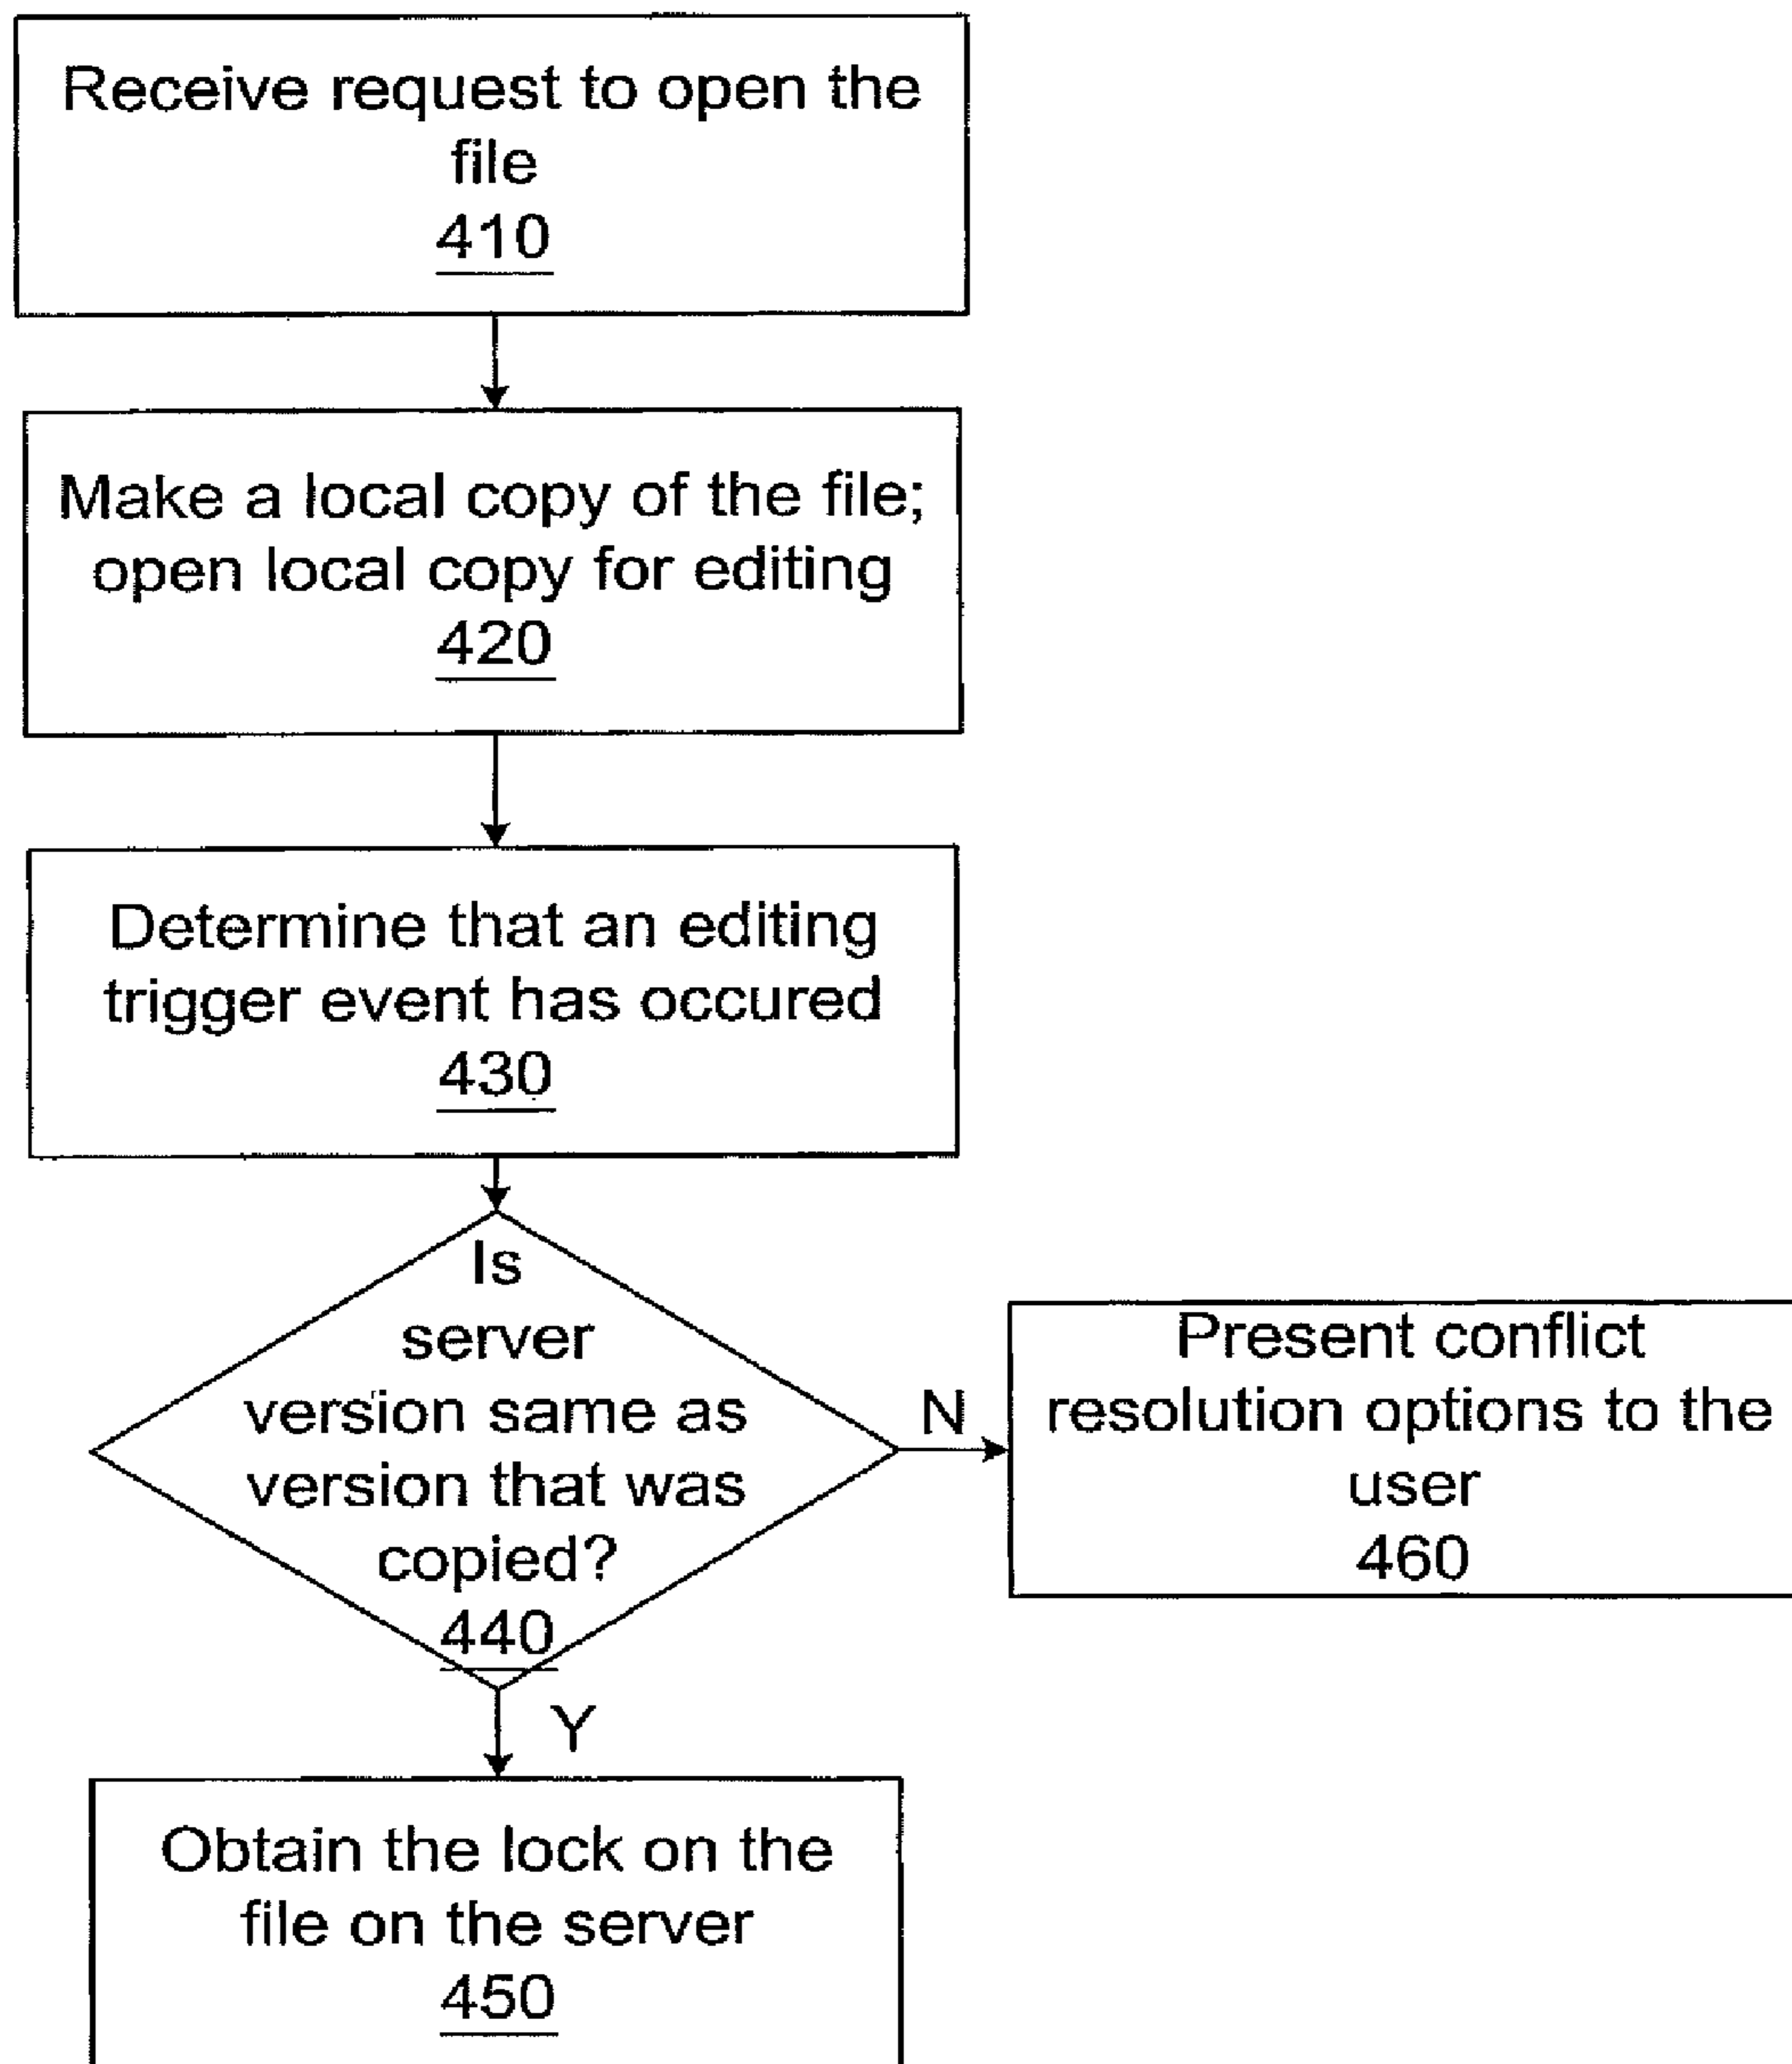 Receive request to open the
file
410
Make a local copy of the file;
open local copy for editing
420
Determine that an editing
trigger event has occured
430
Is
server
version same as
version that was
copied?
440
N
Present conflict
resolution options to the
user
460
Y
Obtain the lock on the
file on the server
450